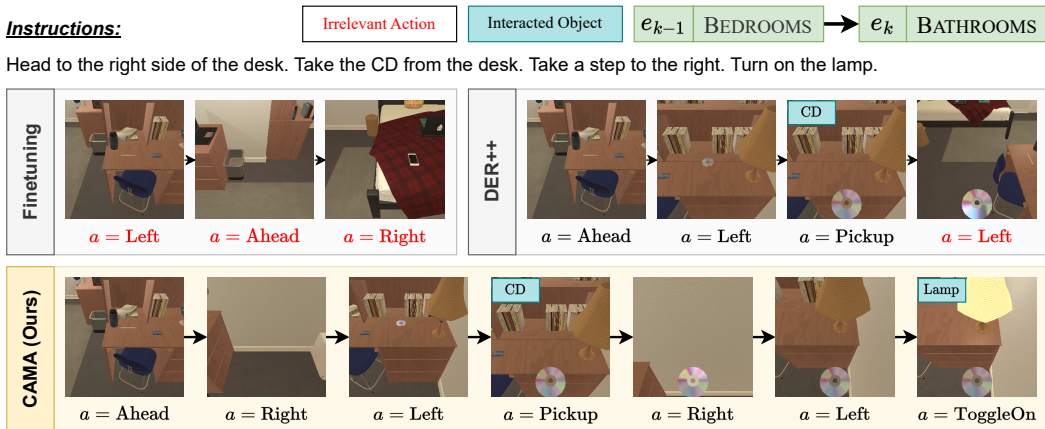 Instructions:
Irrelevant Action
Interacted Object
e_{k-1} BEDROOMS
e_k BATHROOMS
Head to the right side of the desk. Take the CD from the desk. Take a step to the right. Turn on the lamp.
Finetuning
a = Left
a = Ahead
a = Right
DER++
CD
a = Ahead
a = Left
a = Pickup
a = Left
CAMA (Ours)
CD
Lamp
a = Ahead
a = Right
a = Left
a = Pickup
a = Right
a = Left
a = ToggleOn